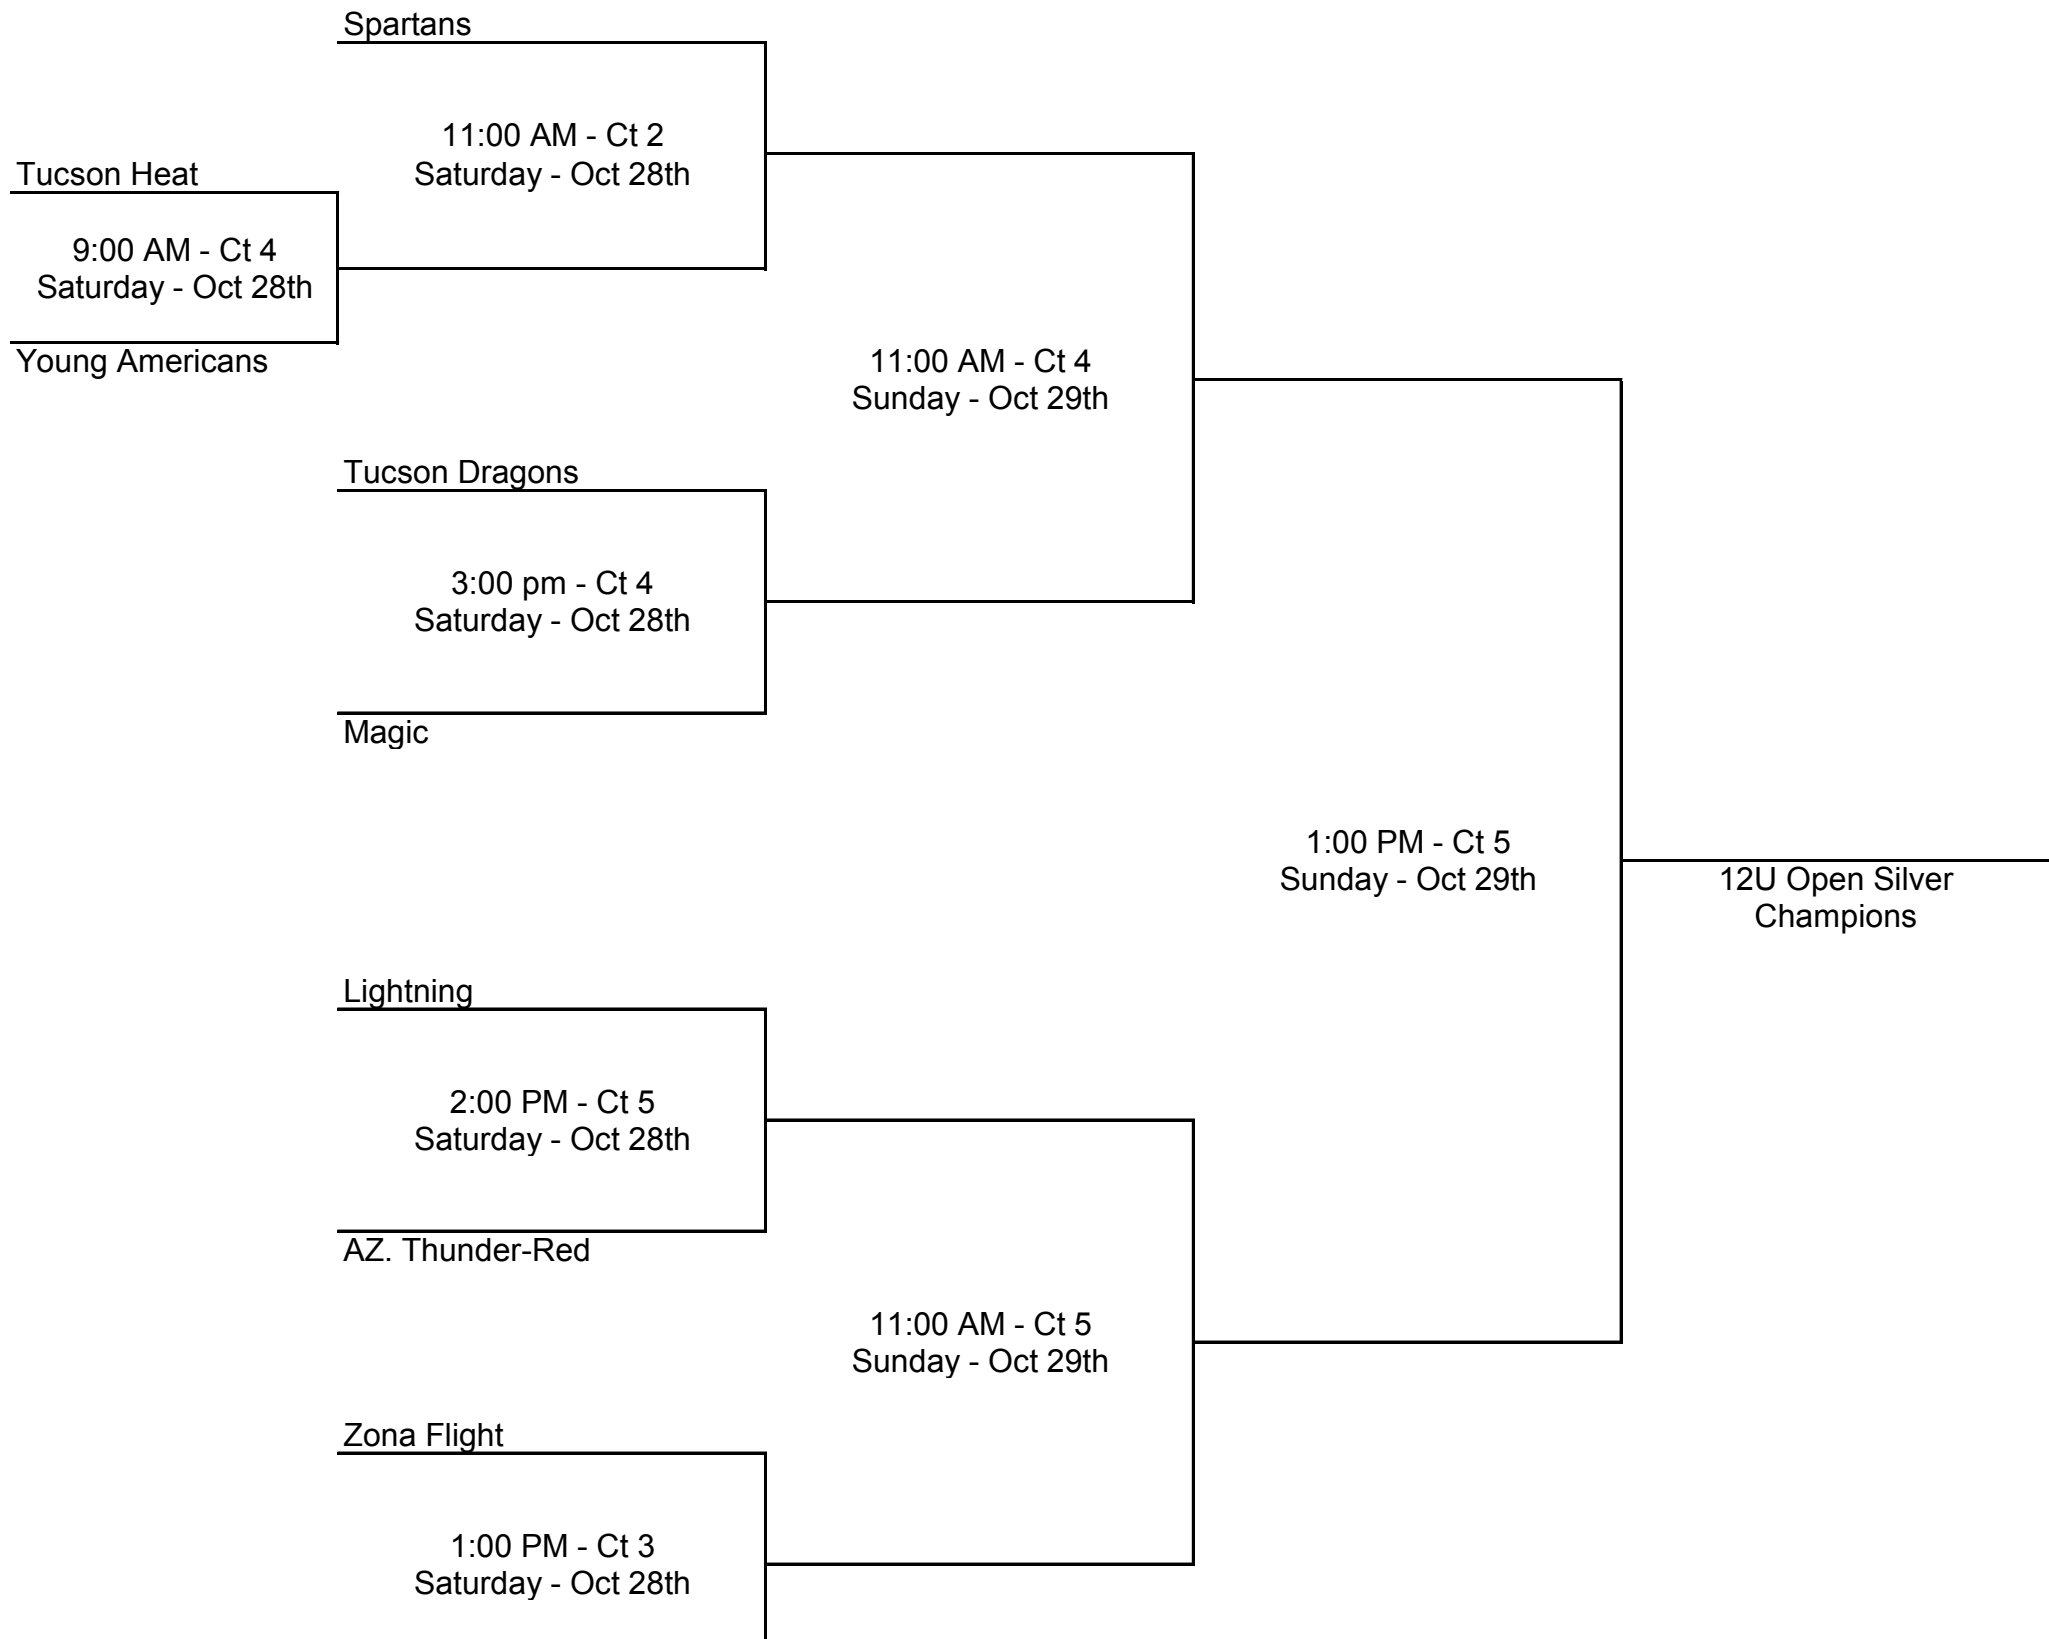 Spartans
11:00 AM - Ct 2
Saturday - Oct 28th
Tucson Heat
9:00 AM - Ct 4
Saturday - Oct 28th
Young Americans
11:00 AM - Ct 4
Sunday - Oct 29th
Tucson Dragons
3:00 pm - Ct 4
Saturday - Oct 28th
Magic
1:00 PM - Ct 5
Sunday - Oct 29th
12U Open Silver
Champions
Lightning
2:00 PM - Ct 5
Saturday - Oct 28th
AZ. Thunder-Red
11:00 AM - Ct 5
Sunday - Oct 29th
Zona Flight
1:00 PM - Ct 3
Saturday - Oct 28th